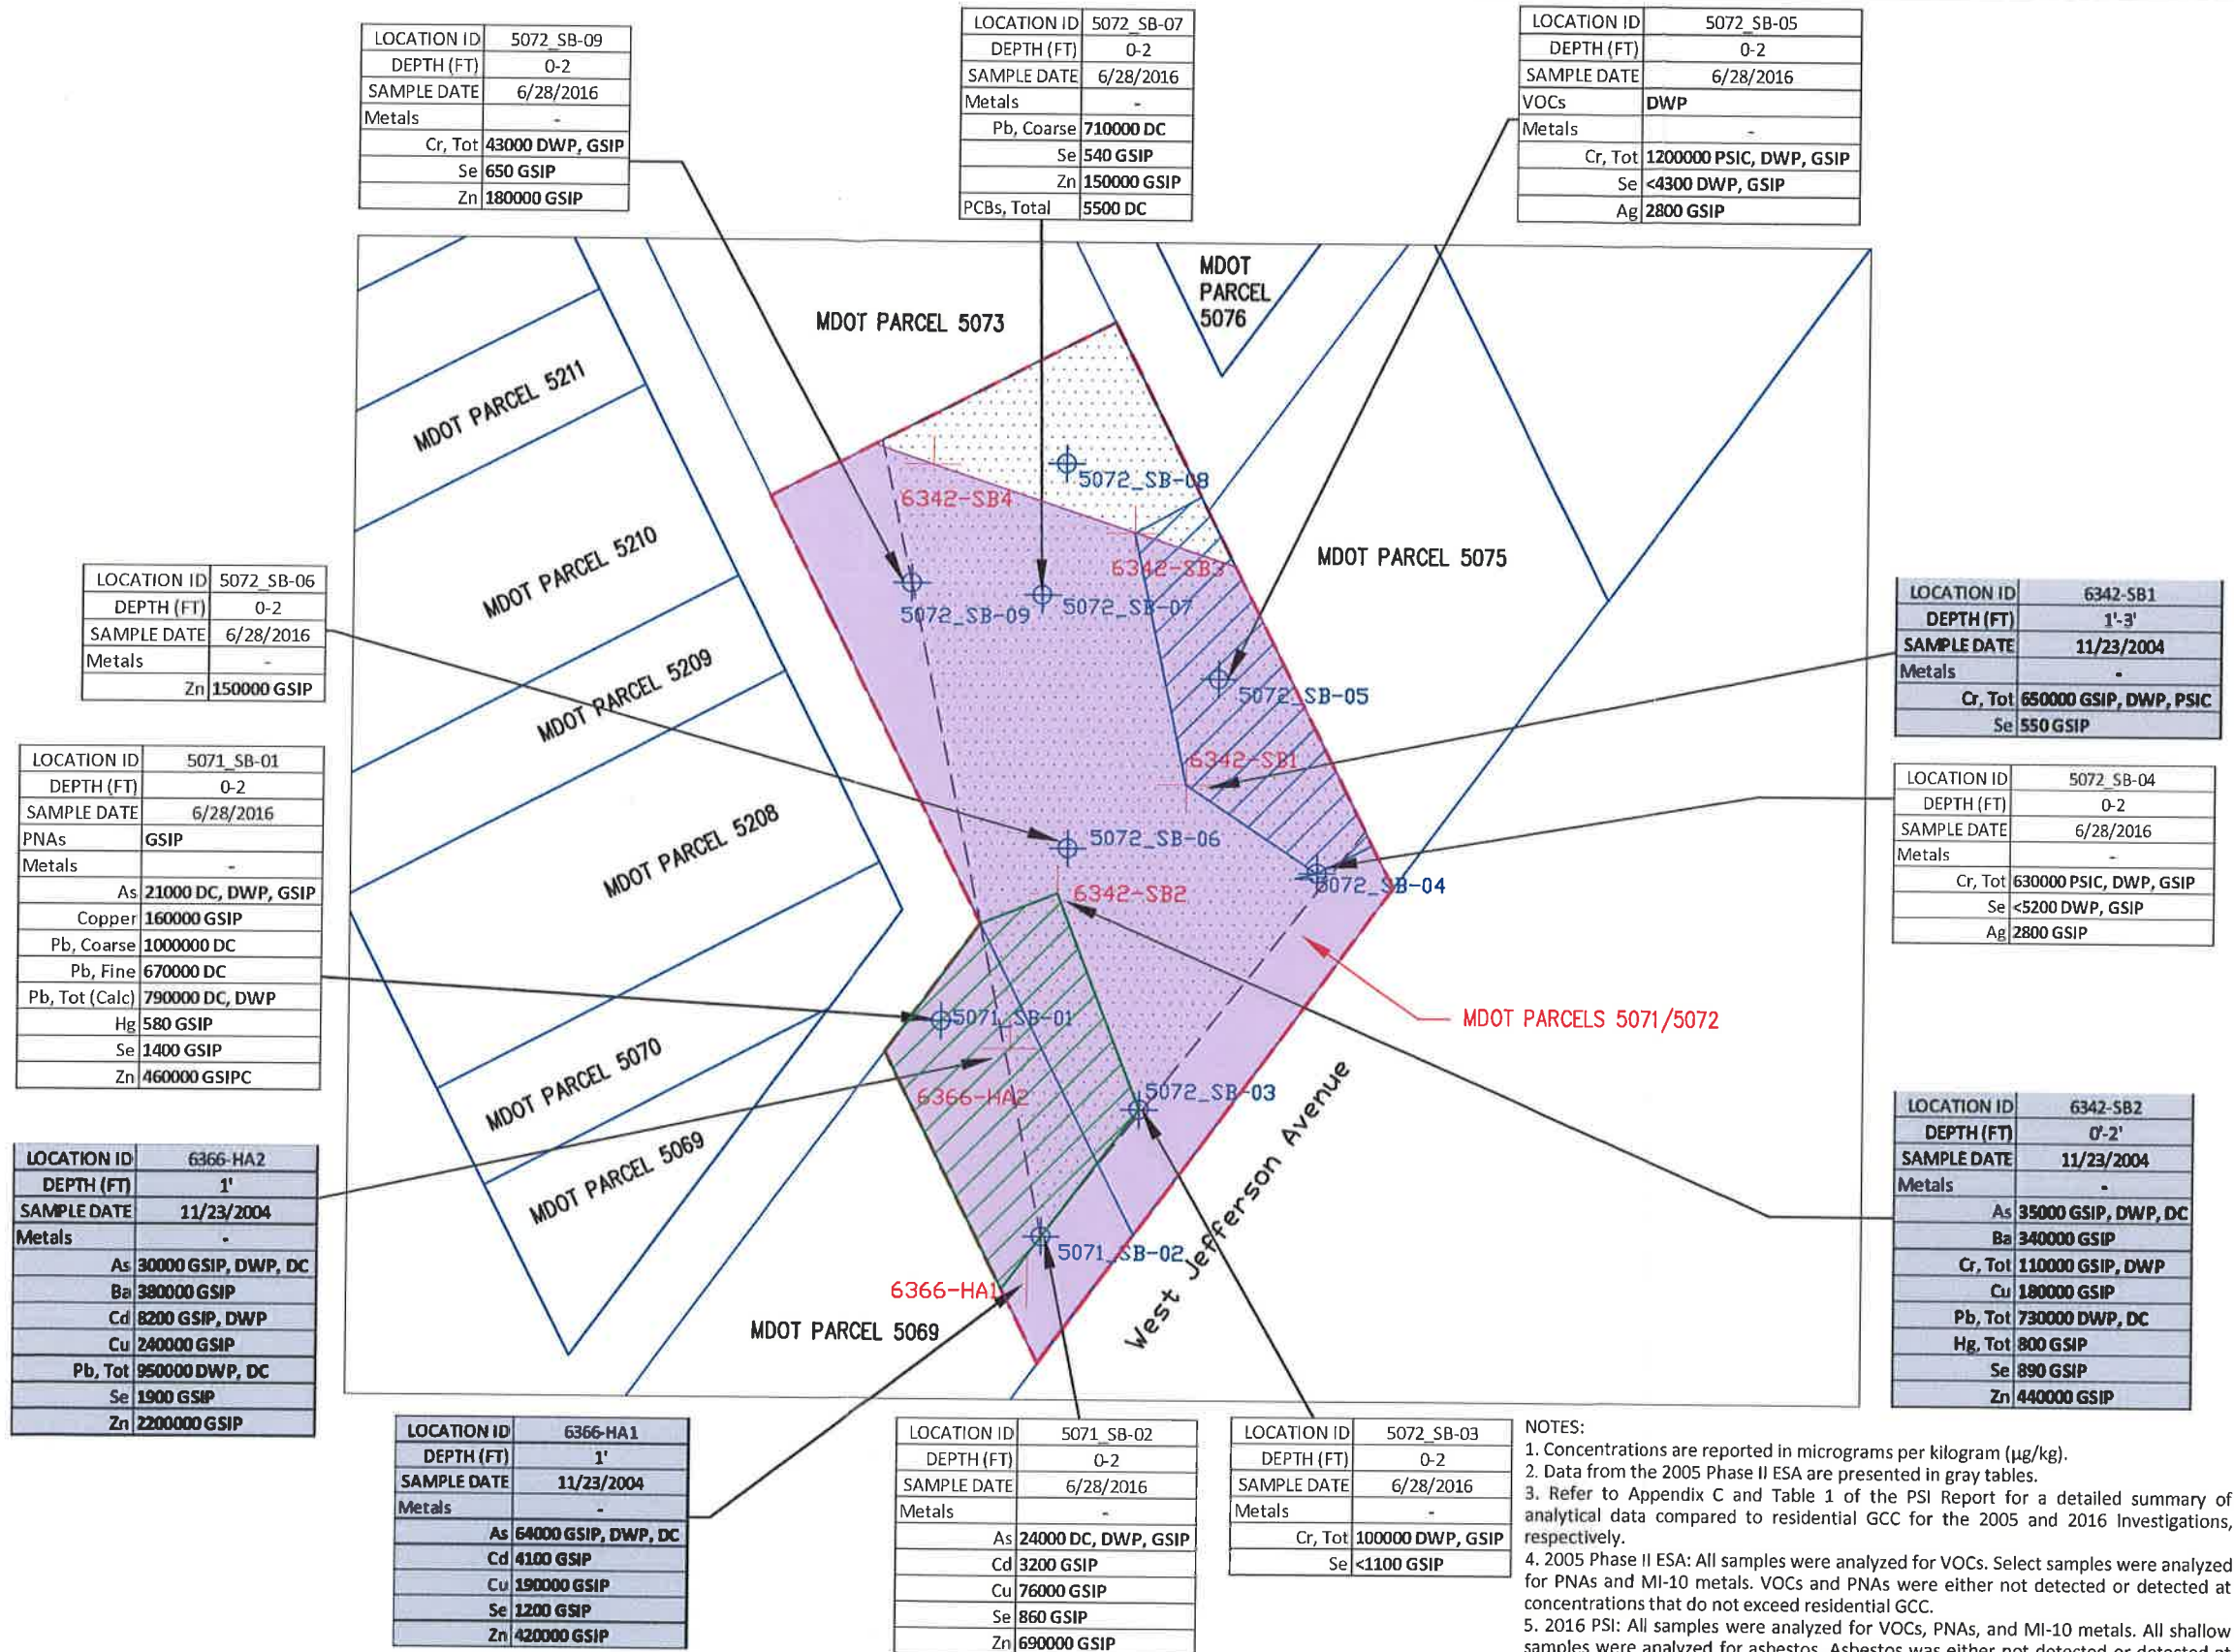 LOCATION ID 5072_SB-09
DEPTH (FT) 0-2
SAMPLE DATE 6/28/2016
Metals -
Cr, Tot 43000 DWP, GSIP
Se 650 GSIP
Zn 180000 GSIP
LOCATION ID 5072_SB-07
DEPTH (FT) 0-2
SAMPLE DATE 6/28/2016
Metals -
Pb, Coarse 710000 DC
Se 540 GSIP
Zn 150000 GSIP
PCBs, Total 5500 DC
LOCATION ID 5072_SB-05
DEPTH (FT) 0-2
SAMPLE DATE 6/28/2016
VOCs DWP
Metals -
Cr, Tot 1200000 PSIC, DWP, GSIP
Se <4300 DWP, GSIP
Ag 2800 GSIP
MDOT PARCEL 5073
MDOT
PARCEL
5076
MDOT PARCEL 5211
MDOT PARCEL 5210
MDOT PARCEL 5209
MDOT PARCEL 5208
MDOT PARCEL 5070
MDOT PARCEL 5069
MDOT PARCEL 5075
5072_SB-08
6342-SB4
6342-SB3
5072_SB-09
5072_SB-07
5072_SB-05
6342-SB1
5072_SB-06
5072_SB-04
6342-SB2
5071_SB-01
6366-HA2
5072_SB-03
5071_SB-02
6366-HA1
MDOT PARCEL 5069
West Jefferson Avenue
MDOT PARCELS 5071/5072
LOCATION ID 5072_SB-06
DEPTH (FT) 0-2
SAMPLE DATE 6/28/2016
Metals -
Zn 150000 GSIP
LOCATION ID 5071_SB-01
DEPTH (FT) 0-2
SAMPLE DATE 6/28/2016
PNAs GSIP
Metals -
As 21000 DC, DWP, GSIP
Copper 160000 GSIP
Pb, Coarse 1000000 DC
Pb, Fine 670000 DC
Pb, Tot (Calc) 790000 DC, DWP
Hg 580 GSIP
Se 1400 GSIP
Zn 460000 GSIPC
LOCATION ID 6366-HA2
DEPTH (FT) 1'
SAMPLE DATE 11/23/2004
Metals -
As 30000 GSIP, DWP, DC
Ba 380000 GSIP
Cd 8200 GSIP, DWP
Cu 240000 GSIP
Pb, Tot 950000 DWP, DC
Se 1900 GSIP
Zn 2200000 GSIP
LOCATION ID 6342-SB1
DEPTH (FT) 1'-3'
SAMPLE DATE 11/23/2004
Metals -
Cr, Tot 650000 GSIP, DWP, PSIC
Se 550 GSIP
LOCATION ID 5072_SB-04
DEPTH (FT) 0-2
SAMPLE DATE 6/28/2016
Metals -
Cr, Tot 630000 PSIC, DWP, GSIP
Se <5200 DWP, GSIP
Ag 2800 GSIP
LOCATION ID 6342-SB2
DEPTH (FT) 0'-2'
SAMPLE DATE 11/23/2004
Metals -
As 35000 GSIP, DWP, DC
Ba 340000 GSIP
Cr, Tot 110000 GSIP, DWP
Cu 180000 GSIP
Pb, Tot 730000 DWP, DC
Hg, Tot 800 GSIP
Se 890 GSIP
Zn 440000 GSIP
LOCATION ID 6366-HA1
DEPTH (FT) 1'
SAMPLE DATE 11/23/2004
Metals -
As 64000 GSIP, DWP, DC
Cd 4100 GSIP
Cu 190000 GSIP
Se 1200 GSIP
Zn 420000 GSIP
LOCATION ID 5071_SB-02
DEPTH (FT) 0-2
SAMPLE DATE 6/28/2016
Metals -
As 24000 DC, DWP, GSIP
Cd 3200 GSIP
Cu 76000 GSIP
Se 860 GSIP
Zn 690000 GSIP
LOCATION ID 5072_SB-03
DEPTH (FT) 0-2
SAMPLE DATE 6/28/2016
Metals -
Cr, Tot 100000 DWP, GSIP
Se <1100 GSIP
NOTES:
1. Concentrations are reported in micrograms per kilogram (µg/kg).
2. Data from the 2005 Phase II ESA are presented in gray tables.
3. Refer to Appendix C and Table 1 of the PSI Report for a detailed summary of
analytical data compared to residential GCC for the 2005 and 2016 Investigations,
respectively.
4. 2005 Phase II ESA: All samples were analyzed for VOCs. Select samples were analyzed
for PNAs and MI-10 metals. VOCs and PNAs were either not detected or detected at
concentrations that do not exceed residential GCC.
5. 2016 PSI: All samples were analyzed for VOCs, PNAs, and MI-10 metals. All shallow
samples were analyzed for asbestos. Asbestos was either not detected or detected at